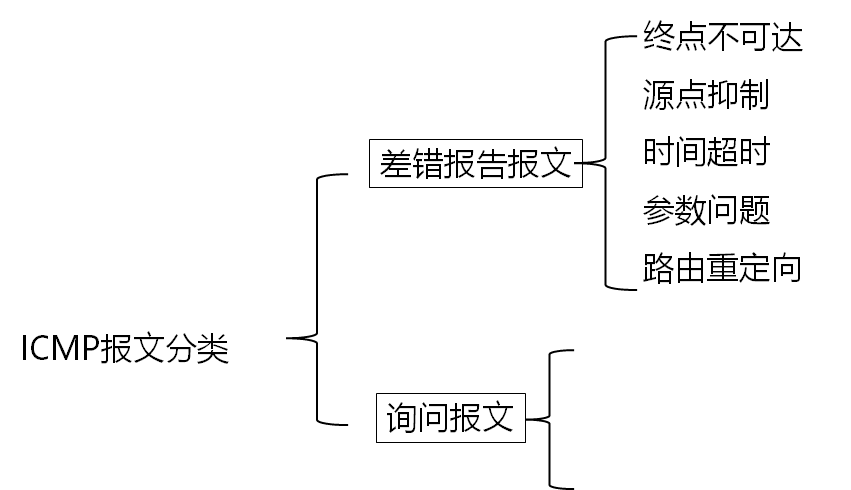 终点不可达
源点抑制
差错报告报文
时间超时
参数问题
路由重定向
ICMP报文分类
询问报文